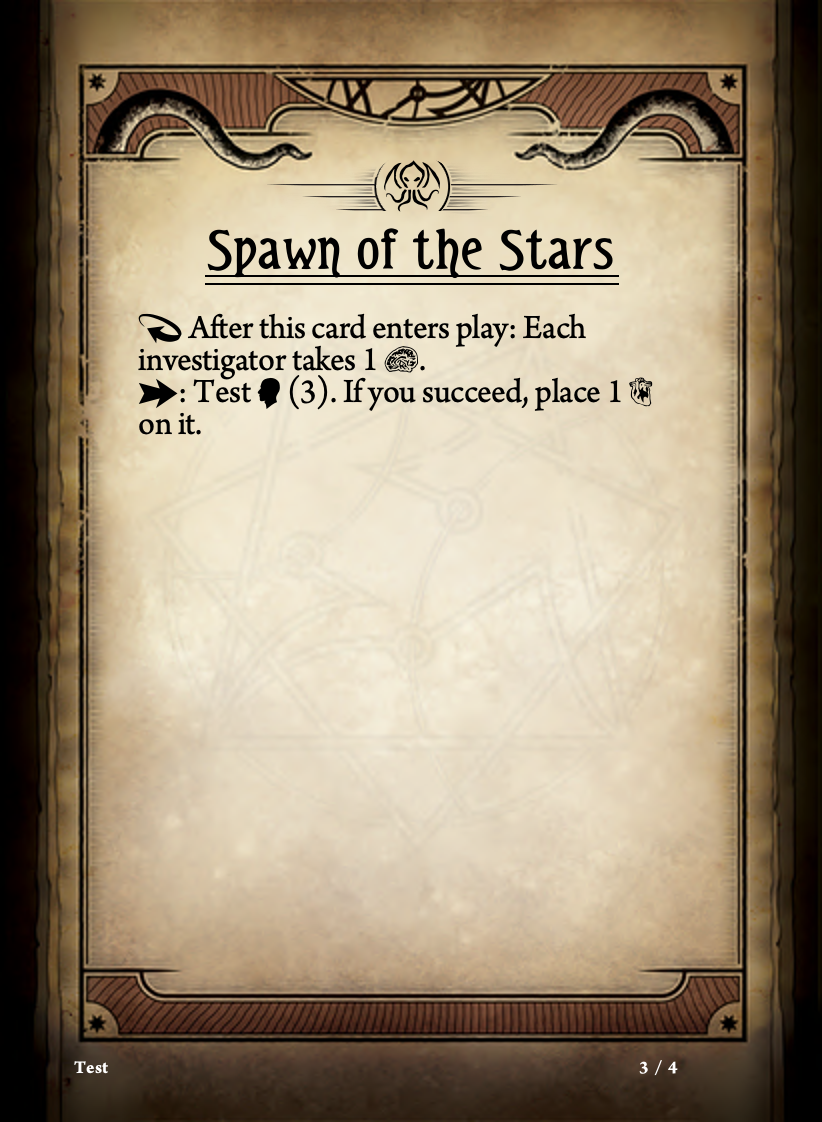 Spawn of the Stars
After this card enters play: Each
investigator takes 1 .
: Test (3). If you succeed, place 1
on it.
Test
3 / 4